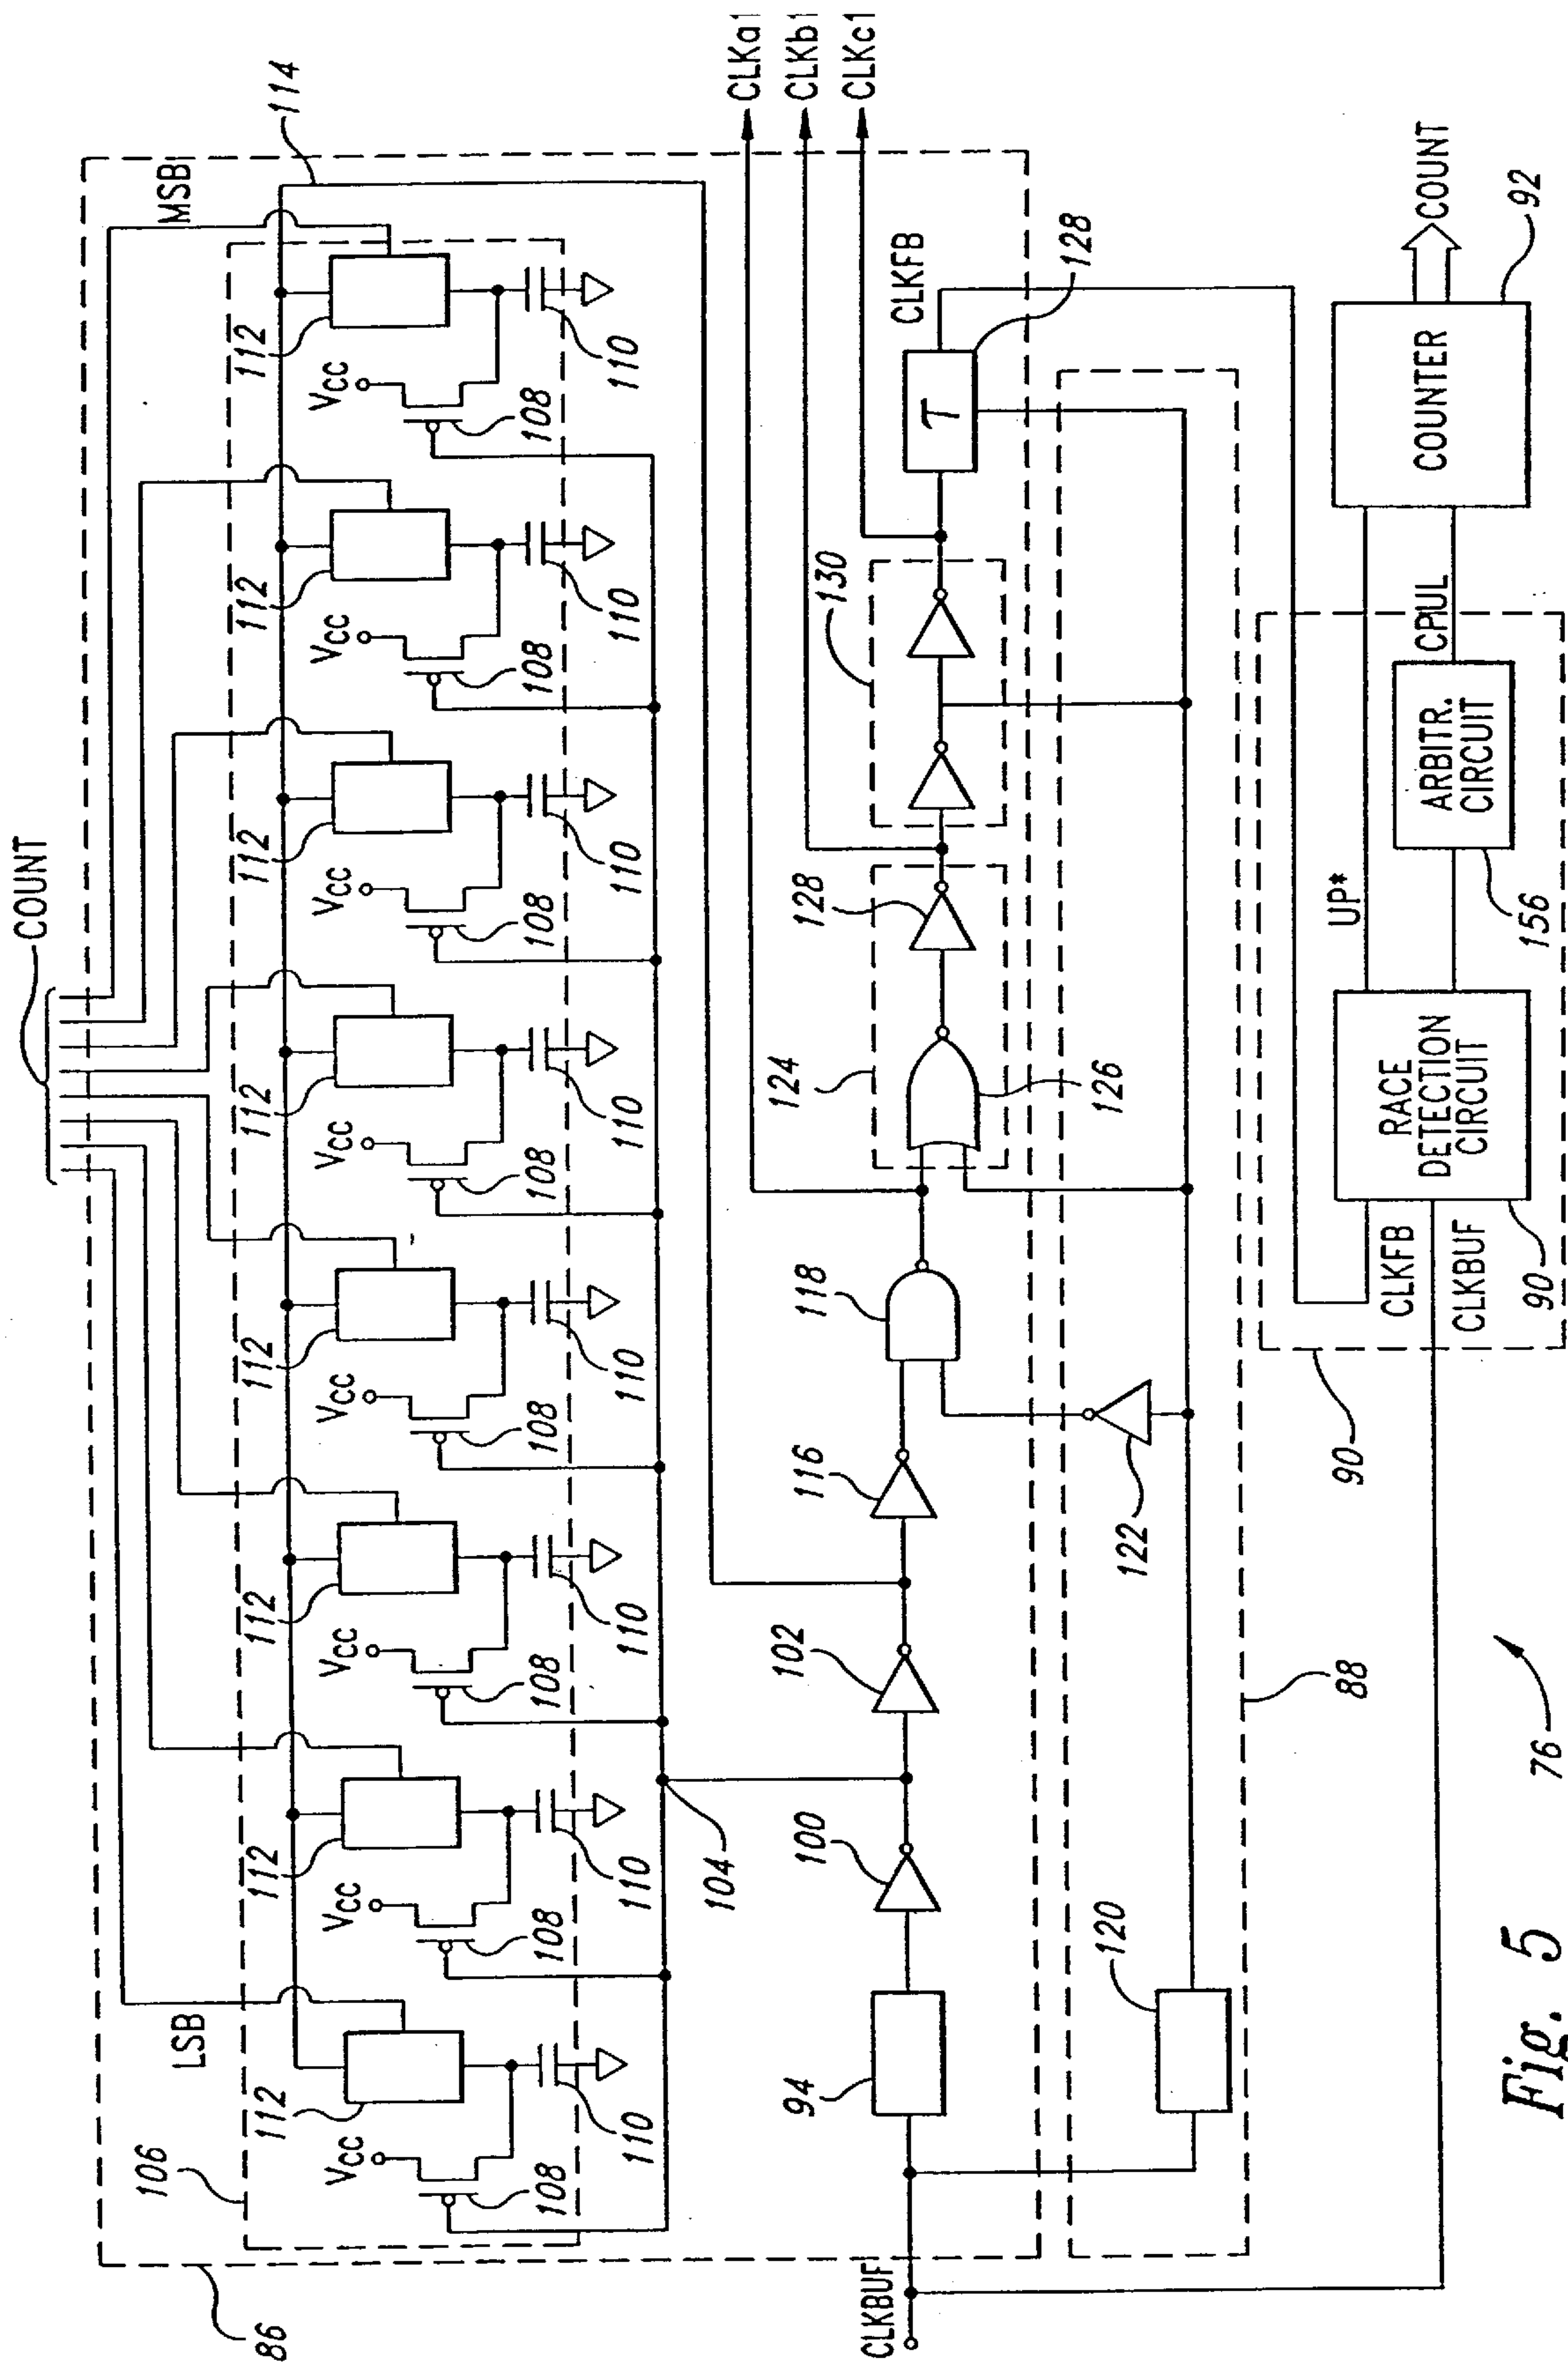 COUNT
86
106
LSB
MSB
114
112
112
112
112
112
112
112
112
VCC
VCC
VCC
VCC
VCC
VCC
VCC
VCC
108
108
108
108
108
108
108
108
110
110
110
110
110
110
110
110
104
CLKa1
CLKb1
CLKc1
CLKBUF
94
100
102
116
118
124
126
128
130
τ
CLKFB
128
120
122
88
90
CLKFB
CLKBUF
90
RACE
DETECTION
CIRCUIT
UP*
156
ARBITR.
CIRCUIT
CPUL
COUNTER
92
COUNT
76
Fig. 5